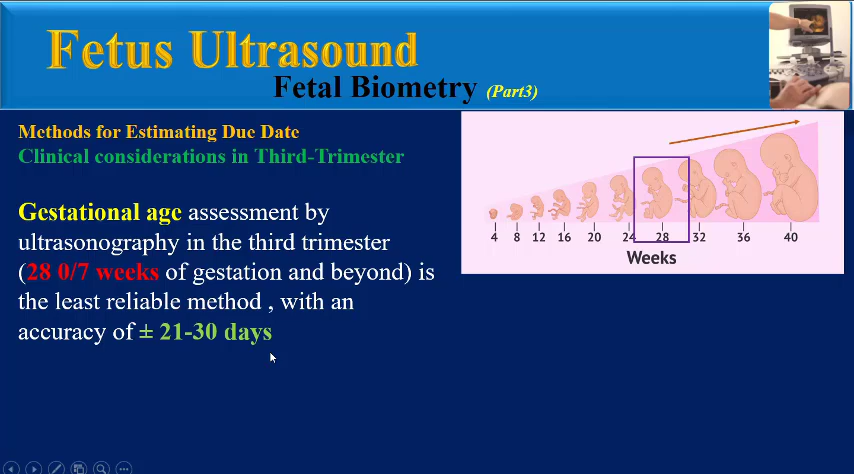 Fetus Ultrasound
Fetal Biometry (Part3)
Methods for Estimating Due Date
Clinical considerations in Third-Trimester
Gestational age assessment by
ultrasonography in the third trimester
(28 0/7 weeks of gestation and beyond) is
the least reliable method , with an
accuracy of ± 21-30 days
4 8 12 16 20 24 28 32 36 40
Weeks